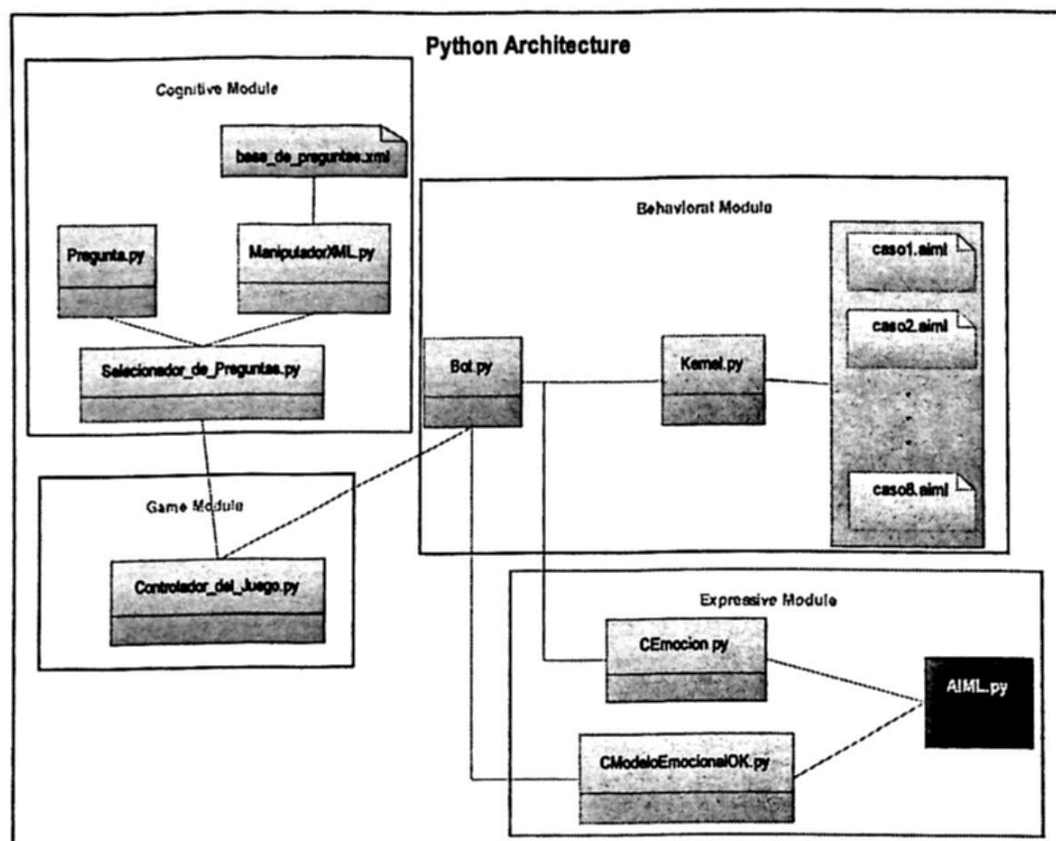 Python Architecture
Cognitive Module
base_de_preguntas.xml
Pregunta.py
ManipuladorXML.py
Selecionador_de_Preguntas.py
Game Module
Controlador_del_Juego.py
Behavioral Module
Bot.py
Kernel.py
caso1.aiml
caso2.aiml
caso8.aiml
Expressive Module
CEmocion.py
CModeloEmocionalOK.py
AIML.py